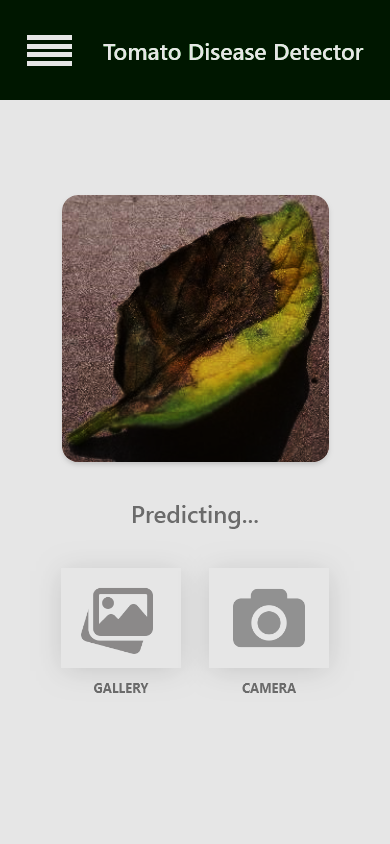 Tomato Disease Detector
Predicting...
GALLERY
CAMERA